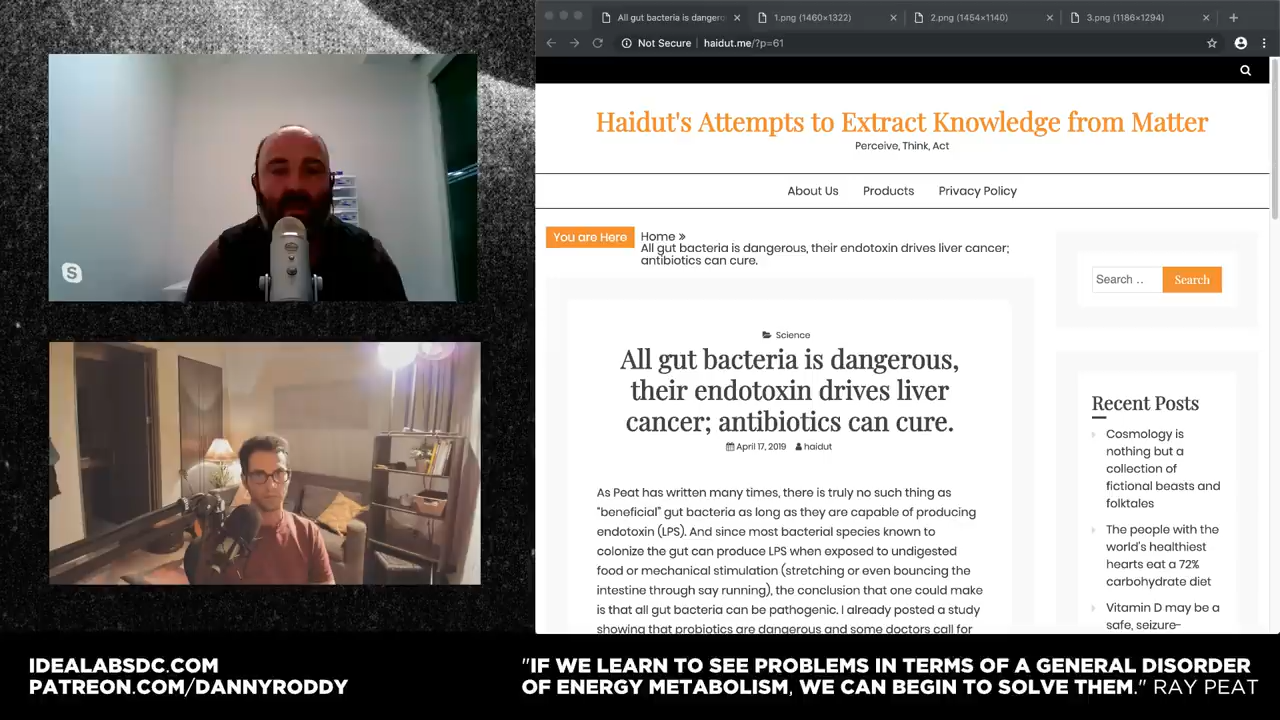 All gut bacteria is dangero
1.png (1460×1322)
2.png (1454×1140)
3.png (1186×1294)
Not Secure
haidut.me/?p=61
Haidut's Attempts to Extract Knowledge from Matter
Perceive, Think, Act
About Us
Products
Privacy Policy
You are Here
Home »
All gut bacteria is dangerous, their endotoxin drives liver cancer;
antibiotics can cure.
Search ..
Search
Science
All gut bacteria is dangerous,
their endotoxin drives liver
cancer; antibiotics can cure.
April 17, 2019 haidut
As Peat has written many times, there is truly no such thing as
"beneficial" gut bacteria as long as they are capable of producing
endotoxin (LPS). And since most bacterial species known to
colonize the gut can produce LPS when exposed to undigested
food or mechanical stimulation (stretching or even bouncing the
intestine through say running), the conclusion that one could make
is that all gut bacteria can be pathogenic. I already posted a study
showing that probiotics are dangerous and some doctors call for
Recent Posts
Cosmology is
nothing but a
collection of
fictional beasts and
folktales
The people with the
world's healthiest
hearts eat a 72%
carbohydrate diet
Vitamin D may be a
safe, seizure-
S
IDEALABSDC.COM
PATREON.COM/DANNYRODDY
"IF WE LEARN TO SEE PROBLEMS IN TERMS OF A GENERAL DISORDER
OF ENERGY METABOLISM, WE CAN BEGIN TO SOLVE THEM." RAY PEAT